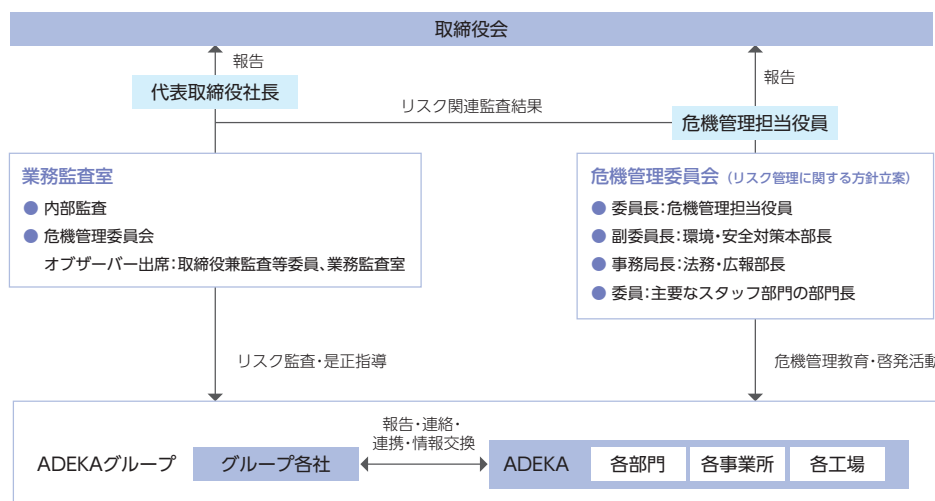 取締役会
報告
報告
代表取締役社長
リスク関連監査結果
危機管理担当役員
業務監査室
● 内部監査
● 危機管理委員会
オブザーバー出席：取締役兼監査等委員、業務監査室
危機管理委員会（リスク管理に関する方針立案）
● 委員長：危機管理担当役員
● 副委員長：環境・安全対策本部長
● 事務局長：法務・広報部長
● 委員：主要なスタッフ部門の部門長
リスク監査・是正指導
危機管理教育・啓発活動
ADEKAグループ
グループ各社
報告・連絡・
連携・情報交換
ADEKA
各部門
各事業所
各工場